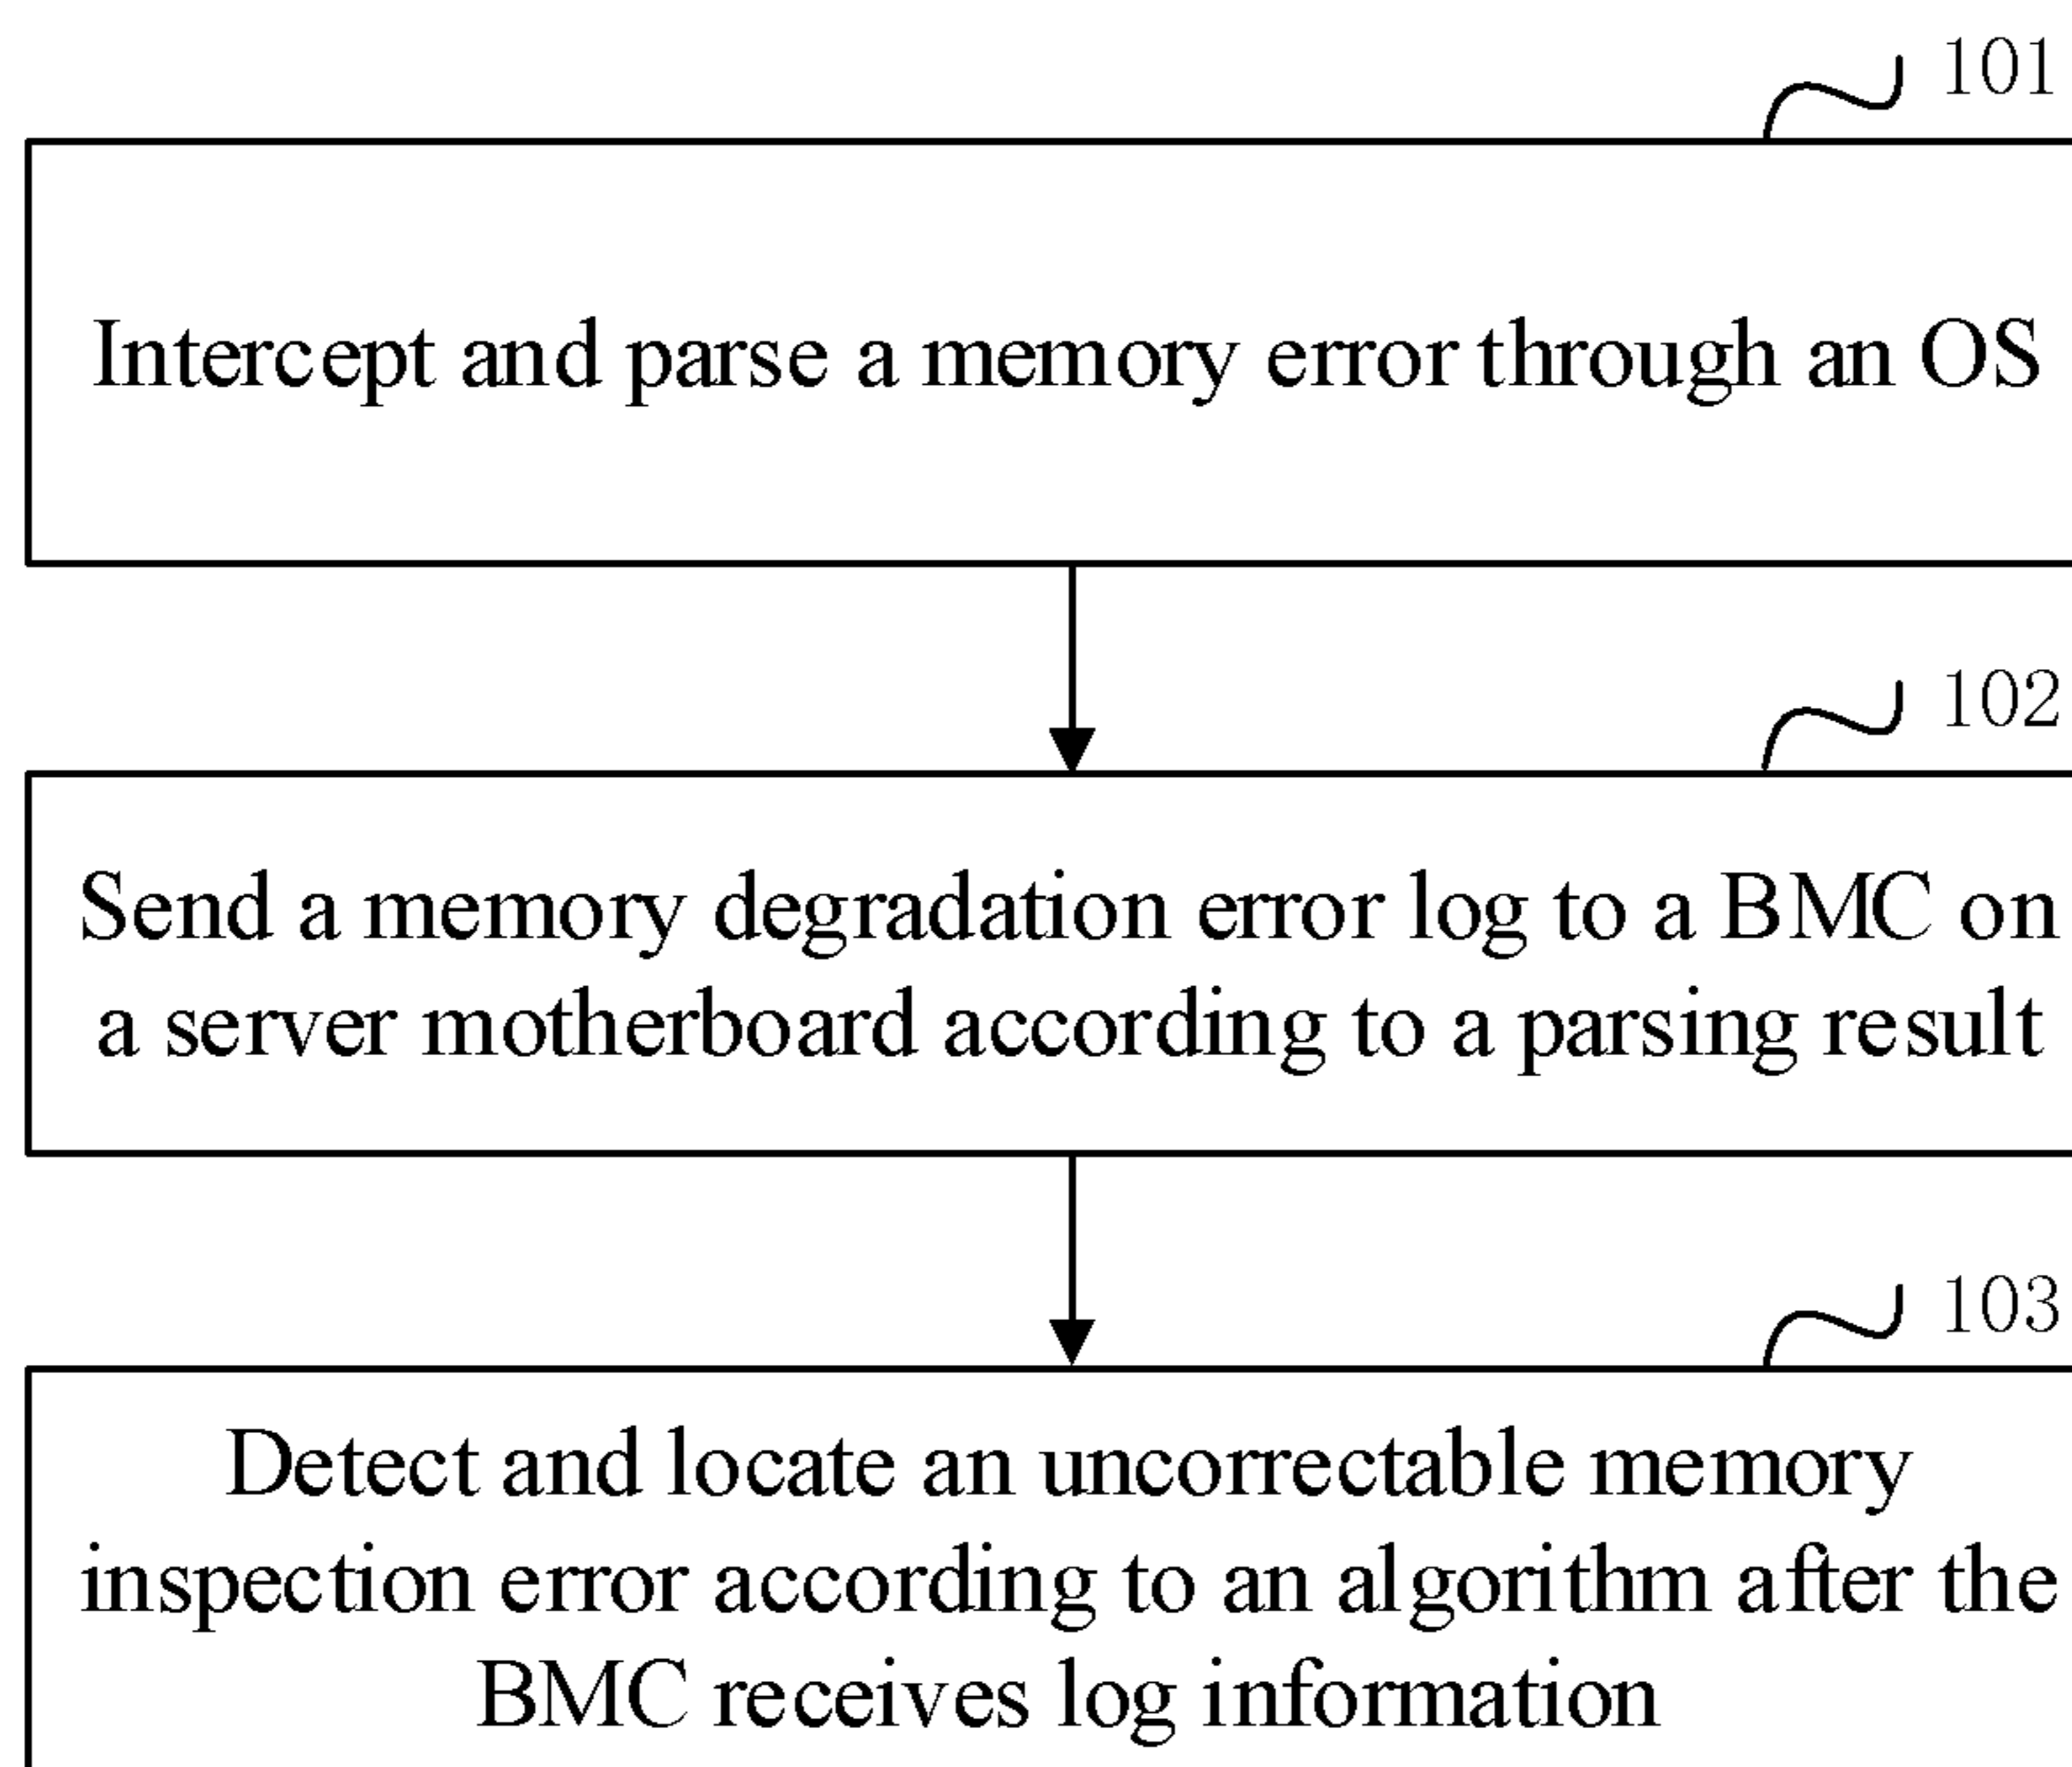 101
Intercept and parse a memory error through an OS
102
Send a memory degradation error log to a BMC on
a server motherboard according to a parsing result
103
Detect and locate an uncorrectable memory
inspection error according to an algorithm after the
BMC receives log information